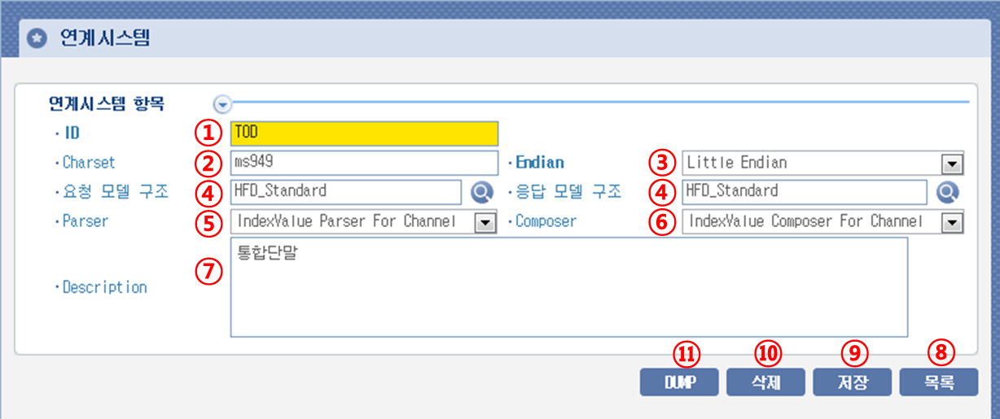 연계시스템
연계시스템 항목
· ID ① TOD
· Charset ② ms949 · Endian ③ Little Endian
· 요청 모델 구조 ④ HFD_Standard · 응답 모델 구조 ④ HFD_Standard
· Parser ⑤ IndexValue Parser For Channel · Composer ⑥ IndexValue Composer For Channel
· Description ⑦ 통합단말
⑪ ⑩ ⑨ ⑧
DUMP 삭제 저장 목록